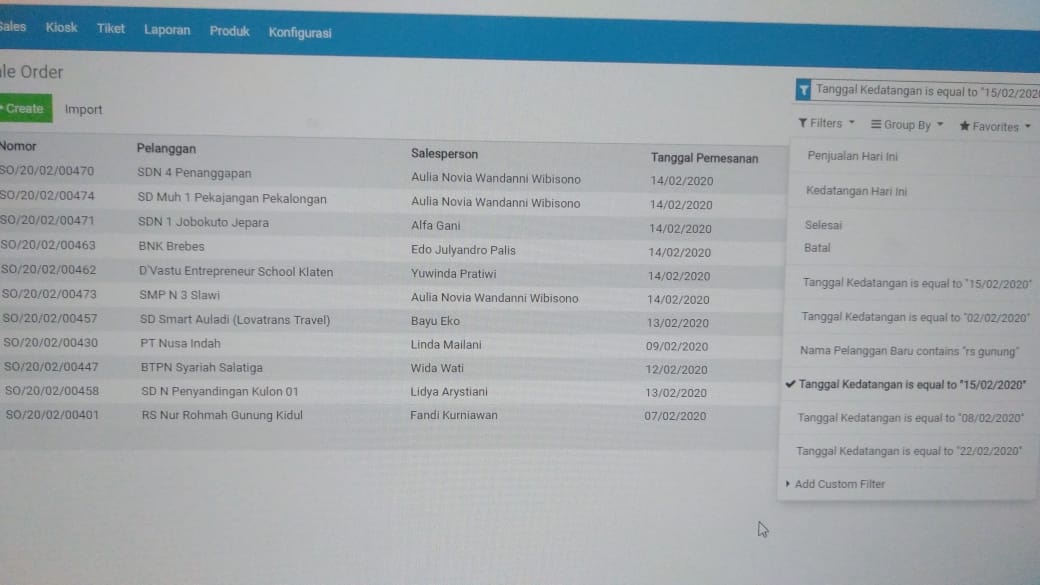 Sales Kiosk Tiket Laporan Produk Konfigurasi
le Order
Tanggal Kedatangan is equal to "15/02/2020
Create Import
Filters Group By Favorites
Nomor Pelanggan Salesperson Tanggal Pemesanan
SO/20/02/00470 SDN 4 Penanggapan Aulia Novia Wandanni Wibisono 14/02/2020
SO/20/02/00474 SD Muh 1 Pekajangan Pekalongan Aulia Novia Wandanni Wibisono 14/02/2020
SO/20/02/00471 SDN 1 Jobokuto Jepara Alfa Gani 14/02/2020
SO/20/02/00463 BNK Brebes Edo Julyandro Palis 14/02/2020
SO/20/02/00462 D'Vastu Entrepreneur School Klaten Yuwinda Pratiwi 14/02/2020
SO/20/02/00473 SMP N 3 Slawi Aulia Novia Wandanni Wibisono 14/02/2020
SO/20/02/00457 SD Smart Auladi (Lovatrans Travel) Bayu Eko 13/02/2020
SO/20/02/00430 PT Nusa Indah Linda Mailani 09/02/2020
SO/20/02/00447 BTPN Syariah Salatiga Wida Wati 12/02/2020
SO/20/02/00458 SD N Penyandingan Kulon 01 Lidya Arystiani 13/02/2020
SO/20/02/00401 RS Nur Rohmah Gunung Kidul Fandi Kurniawan 07/02/2020
Penjualan Hari Ini
Kedatangan Hari Ini
Selesai
Batal
Tanggal Kedatangan is equal to "15/02/2020"
Tanggal Kedatangan is equal to "02/02/2020"
Nama Pelanggan Baru contains "rs gunung"
Tanggal Kedatangan is equal to "15/02/2020"
Tanggal Kedatangan is equal to "08/02/2020"
Tanggal Kedatangan is equal to "22/02/2020"
Add Custom Filter